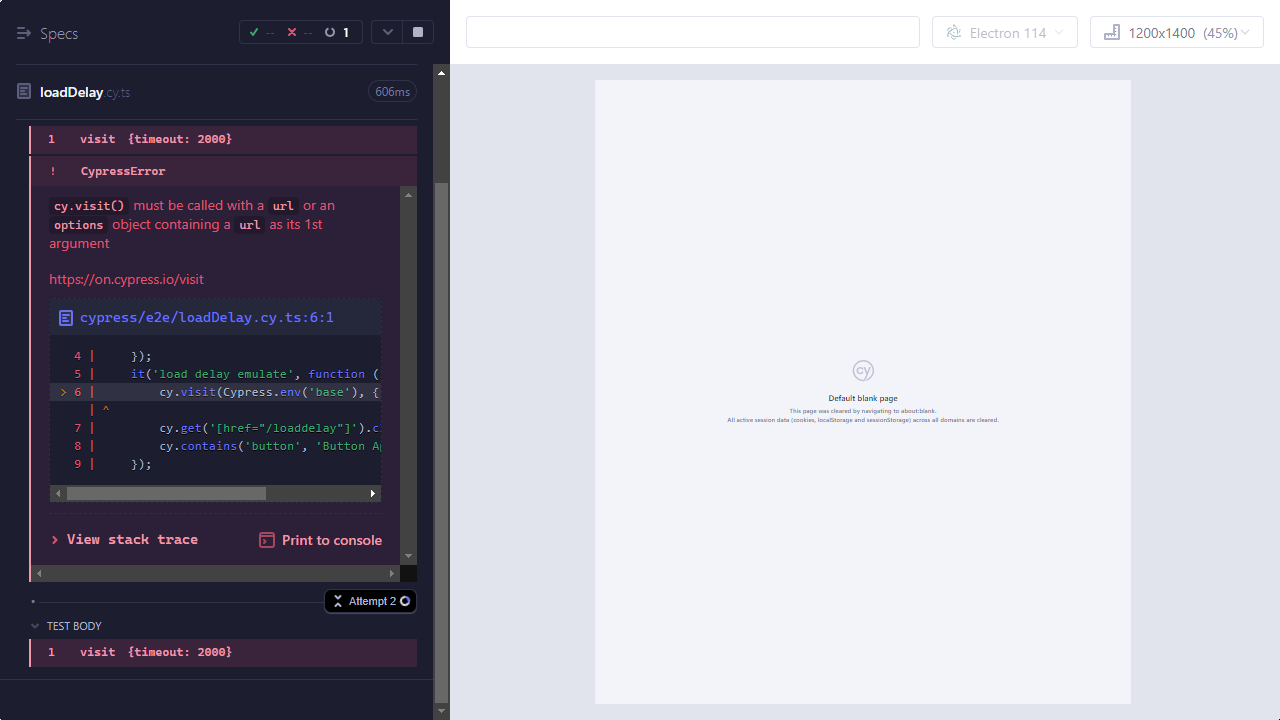 Specs
--
--
1
loadDelay.cy.ts
606ms
1 visit {timeout: 2000}
! CypressError
cy.visit() must be called with a url or an
options object containing a url as its 1st
argument
https://on.cypress.io/visit
cypress/e2e/loadDelay.cy.ts:6:1
4 | });
5 | it('load delay emulate', function (
> 6 | cy.visit(Cypress.env('base'), {
| ^
7 | cy.get('[href="/loaddelay"]').c
8 | cy.contains('button', 'Button A
9 | });
View stack trace
Print to console
Attempt 2
TEST BODY
1 visit {timeout: 2000}
Electron 114
1200x1400 (45%)
cy
Default blank page
This page was cleared by navigating to about:blank.
All active session data (cookies, localStorage and sessionStorage) across all domains are cleared.